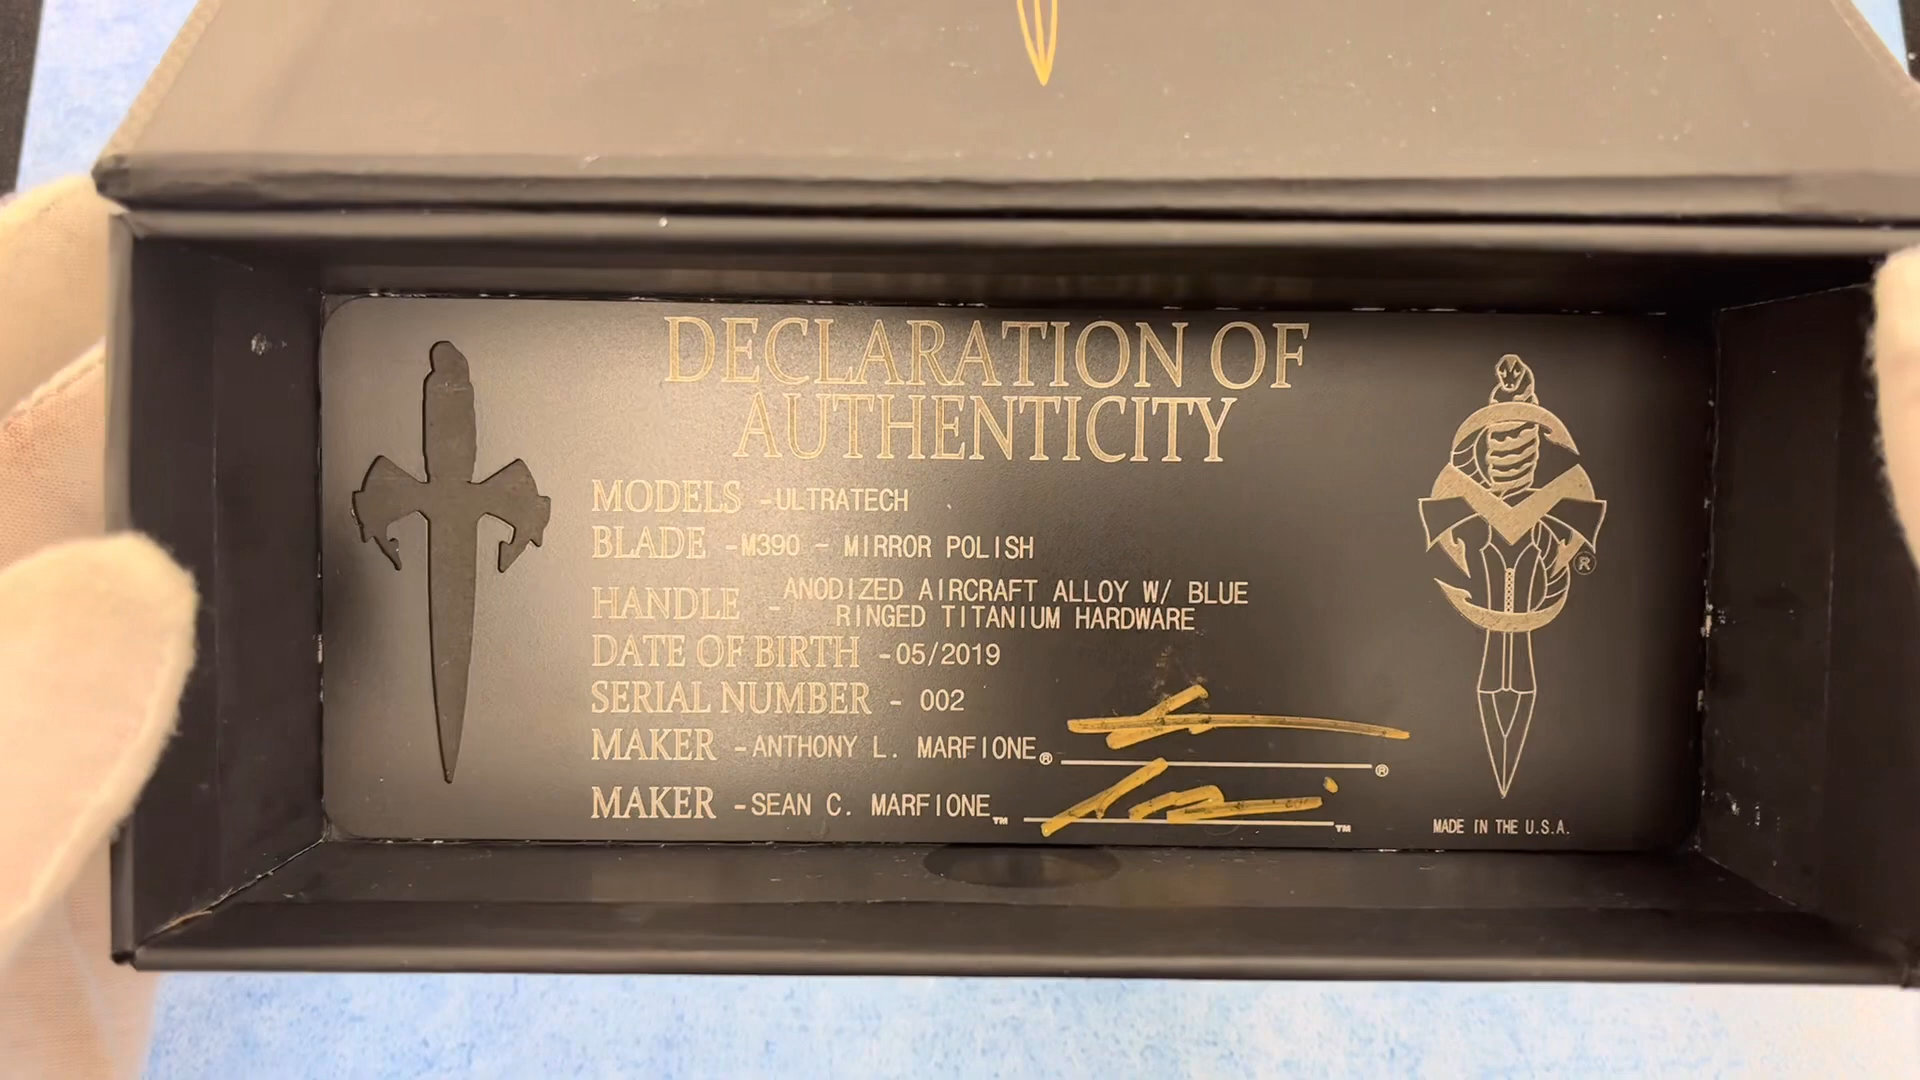 DECLARATION OF
AUTHENTICITY
MODELS -ULTRATECH
BLADE -M390 - MIRROR POLISH
HANDLE - ANODIZED AIRCRAFT ALLOY W/ BLUE
RINGED TITANIUM HARDWARE
DATE OF BIRTH -05/2019
SERIAL NUMBER - 002
MAKER -ANTHONY L. MARFIONE® ®
MAKER -SEAN C. MARFIONE™ ™
®
MADE IN THE U.S.A.